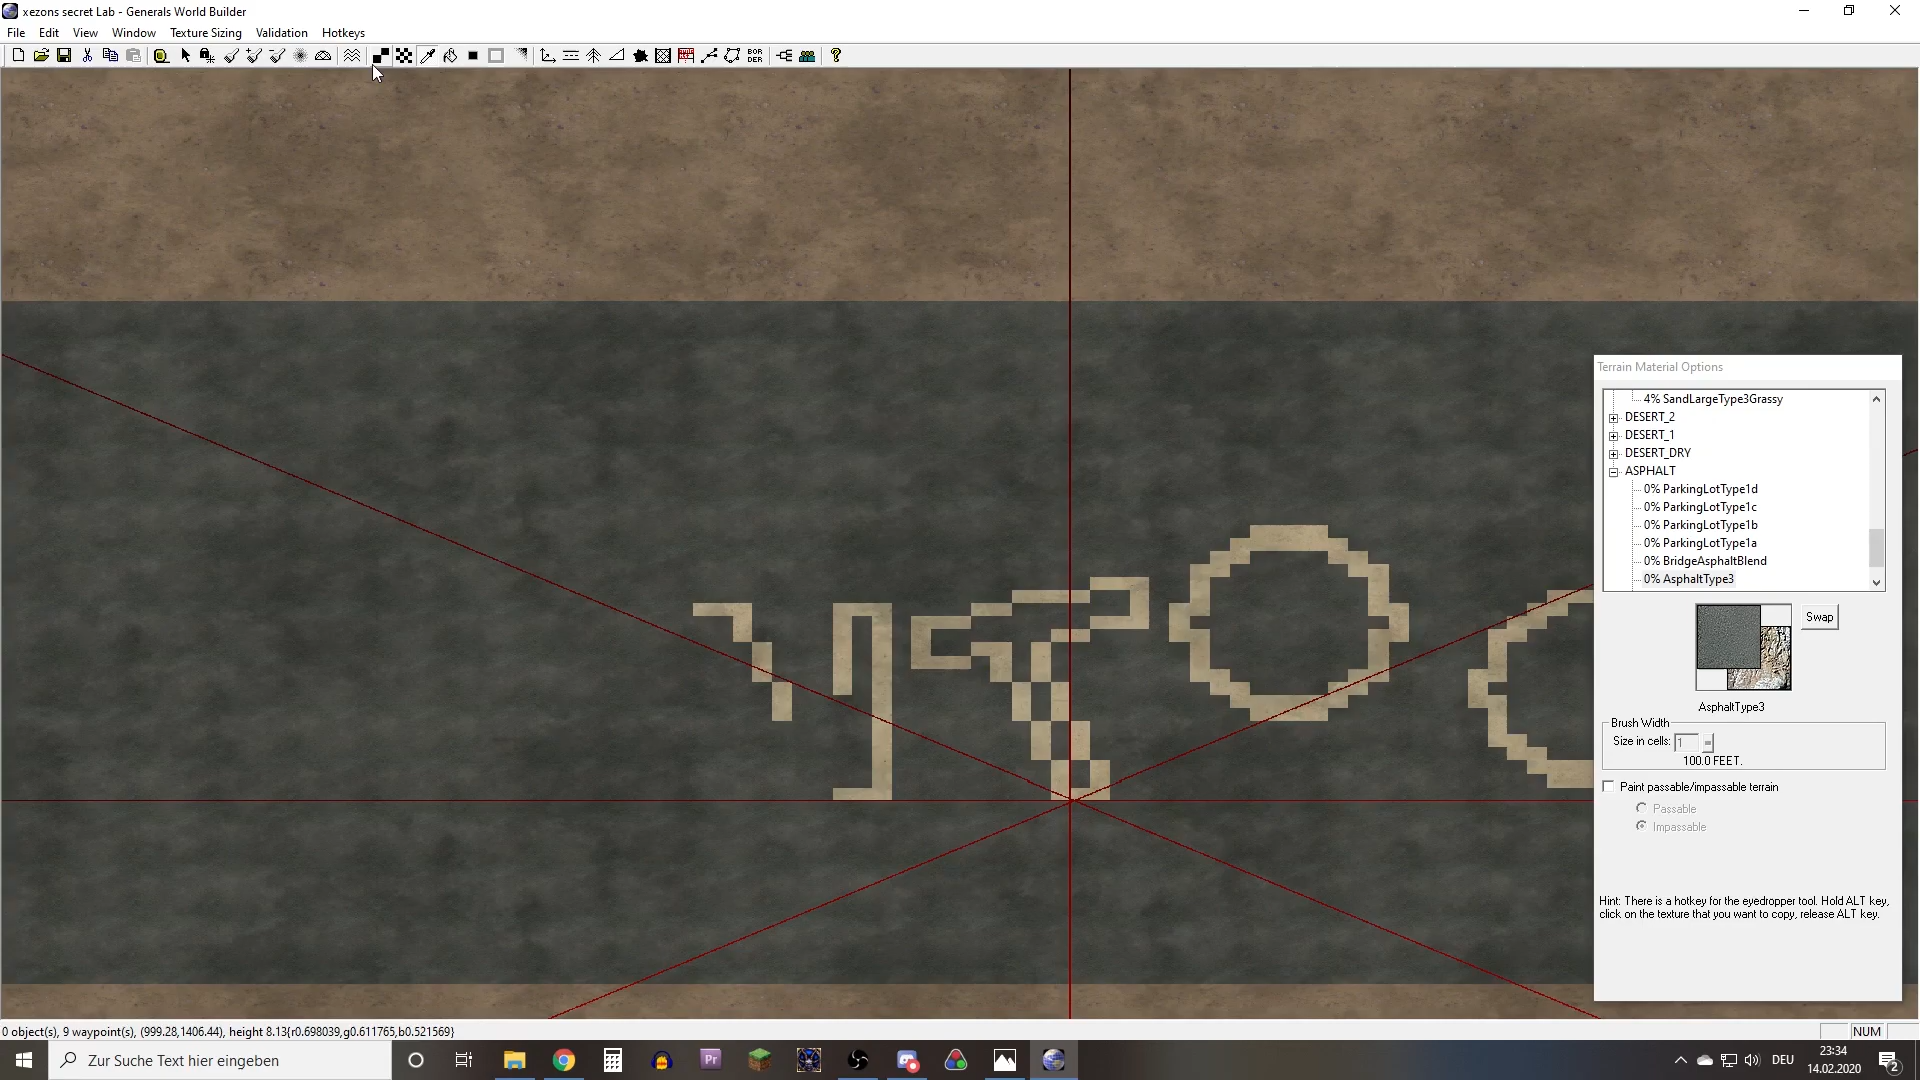 xezons secret Lab - Generals World Builder
File Edit View Window Texture Sizing Validation Hotkeys
BOR
DER
Terrain Material Options
4% SandLargeType3Grassy
DESERT_2
DESERT_1
DESERT_DRY
ASPHALT
0% ParkingLotType1d
0% ParkingLotType1c
0% ParkingLotType1b
0% ParkingLotType1a
0% BridgeAsphaltBlend
0% AsphaltType3
Swap
AsphaltType3
Brush Width
Size in cells: 1
100.0 FEET.
Paint passable/impassable terrain
Passable
Impassable
Hint: There is a hotkey for the eyedropper tool. Hold ALT key,
click on the texture that you want to copy, release ALT key.
0 object(s), 9 waypoint(s), (999.28,1406.44), height 8.13{r0.698039,g0.611765,b0.521569}
NUM
Zur Suche Text hier eingeben
Pr
DEU
23:34
14.02.2020
2